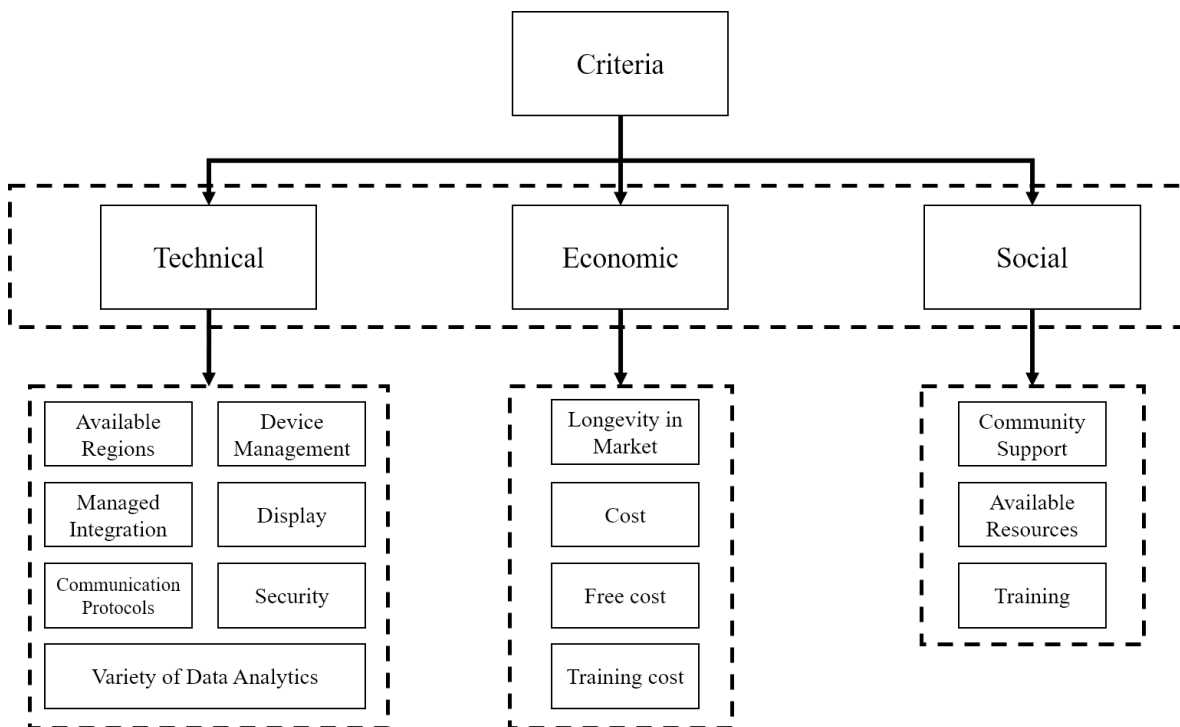 Criteria
Technical
Economic
Social
Available
Regions
Device
Management
Managed
Integration
Display
Communication
Protocols
Security
Variety of Data Analytics
Longevity in
Market
Cost
Free cost
Training cost
Community
Support
Available
Resources
Training